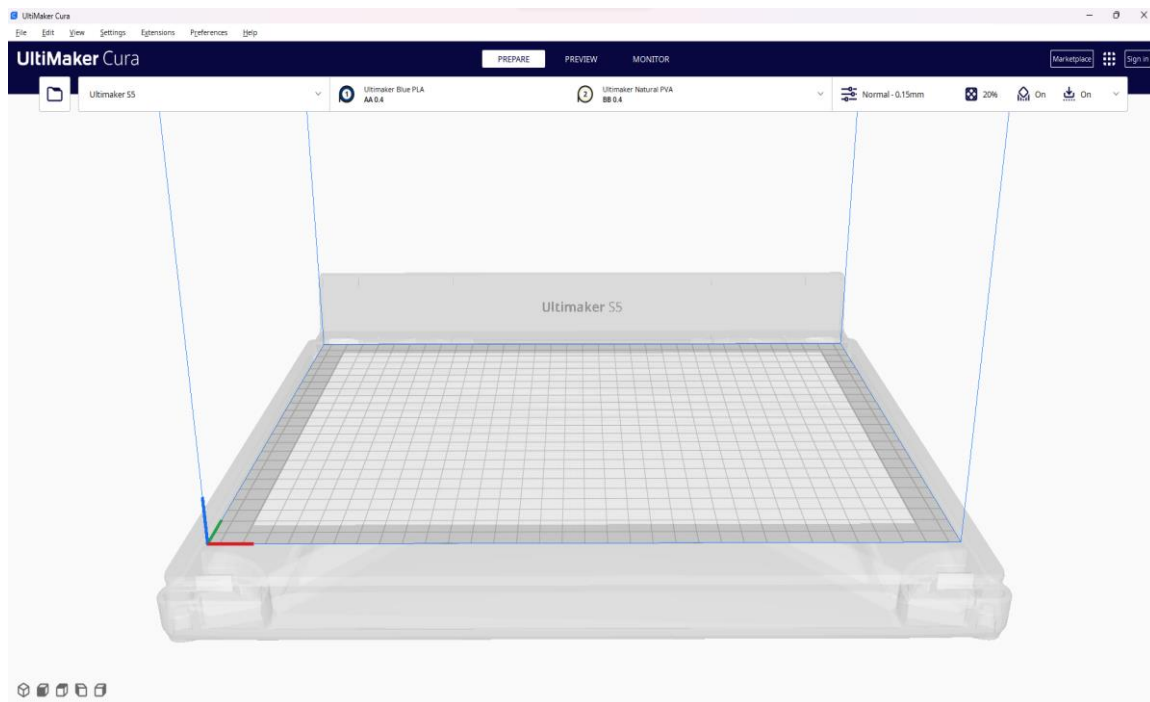 UltiMaker Cura
File Edit View Settings Extensions Preferences Help
UltiMaker Cura
PREPARE PREVIEW MONITOR
Marketplace Sign in
Ultimaker S5
1 Ultimaker Blue PLA
AA 0.4
2 Ultimaker Natural PVA
BB 0.4
Normal - 0.15mm 20% On On
Ultimaker S5